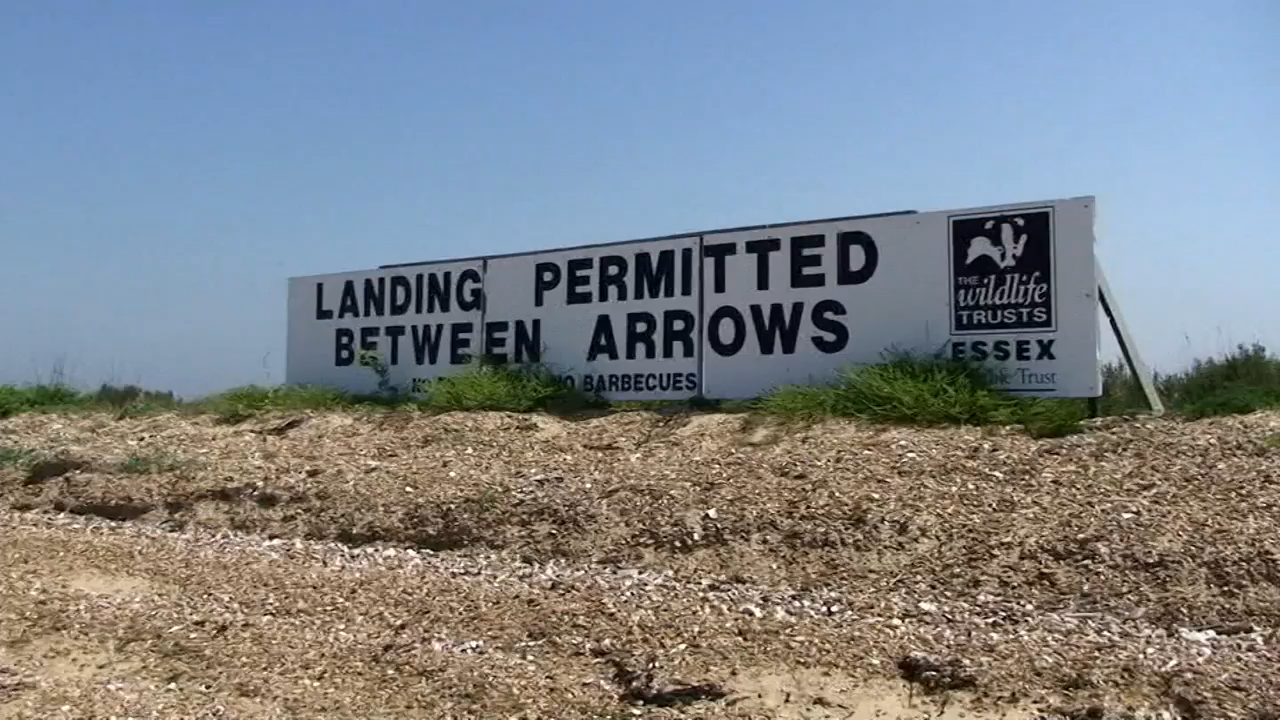 LANDING PERMITTED
BETWEEN ARROWS
NO BARBECUES
THE
wildlife
TRUSTS
ESSEX
Trust